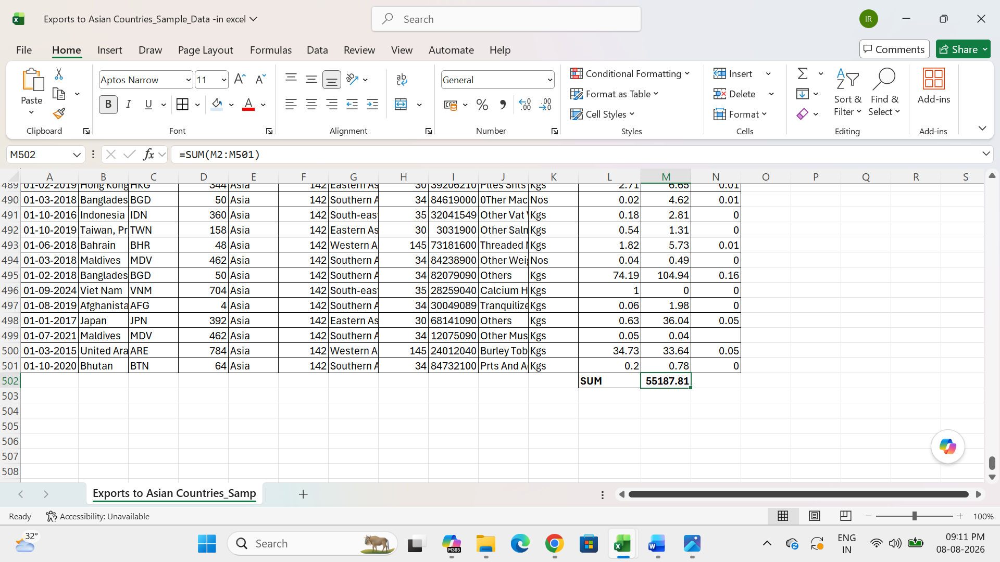 Exports to Asian Countries_Sample_Data -in excel
Search
IR
File Home Insert Draw Page Layout Formulas Data Review View Automate Help
Comments Share
Paste
Aptos Narrow 11
B I U
ab
General
% , .00 .00
Conditional Formatting
Format as Table
Cell Styles
Insert
Delete
Format
Sort & Filter
Find & Select
Add-ins
Clipboard Font Alignment Number Styles Cells Editing Add-ins
M502 fx =SUM(M2:M501)
A B C D E F G H I J K L M N O P Q R S
489 01-02-2019 Hong Kong HKG 344 Asia 142 Eastern As 30 39206210 Pltes Shts Kgs 2.71 6.65 0.01
490 01-03-2018 Banglades BGD 50 Asia 142 Southern A 34 84619000 0Ther Mac Nos 0.02 4.62 0.01
491 01-10-2016 Indonesia IDN 360 Asia 142 South-east 35 32041549 Other Vat V Kgs 0.18 2.81 0
492 01-10-2019 Taiwan, Pr TWN 158 Asia 142 Eastern As 30 3031900 Other Saln Kgs 0.54 1.31 0
493 01-06-2018 Bahrain BHR 48 Asia 142 Western A 145 73181600 Threaded Kgs 1.82 5.73 0.01
494 01-03-2018 Maldives MDV 462 Asia 142 Southern A 34 84238900 Other Weig Nos 0.04 0.49 0
495 01-02-2018 Banglades BGD 50 Asia 142 Southern A 34 82079090 Others Kgs 74.19 104.94 0.16
496 01-09-2024 Viet Nam VNM 704 Asia 142 South-east 35 28259040 Calcium H Kgs 1 0 0
497 01-08-2019 Afghanista AFG 4 Asia 142 Southern A 34 30049089 Tranquilize Kgs 0.06 1.98 0
498 01-01-2017 Japan JPN 392 Asia 142 Eastern As 30 68141090 Others Kgs 0.63 36.04 0.05
499 01-07-2021 Maldives MDV 462 Asia 142 Southern A 34 12075090 Other Mus Kgs 0.05 0.04
500 01-03-2015 United Ara ARE 784 Asia 142 Western A 145 24012040 Burley Tob Kgs 34.73 33.64 0.05
501 01-10-2020 Bhutan BTN 64 Asia 142 Southern A 34 84732100 Prts And A Kgs 0.2 0.78 0
502 SUM 55187.81
503
504
505
506
507
508
Exports to Asian Countries_Samp
Ready Accessibility: Unavailable 100%
32° Search M365 ENG IN 09:11 PM
08-08-2026